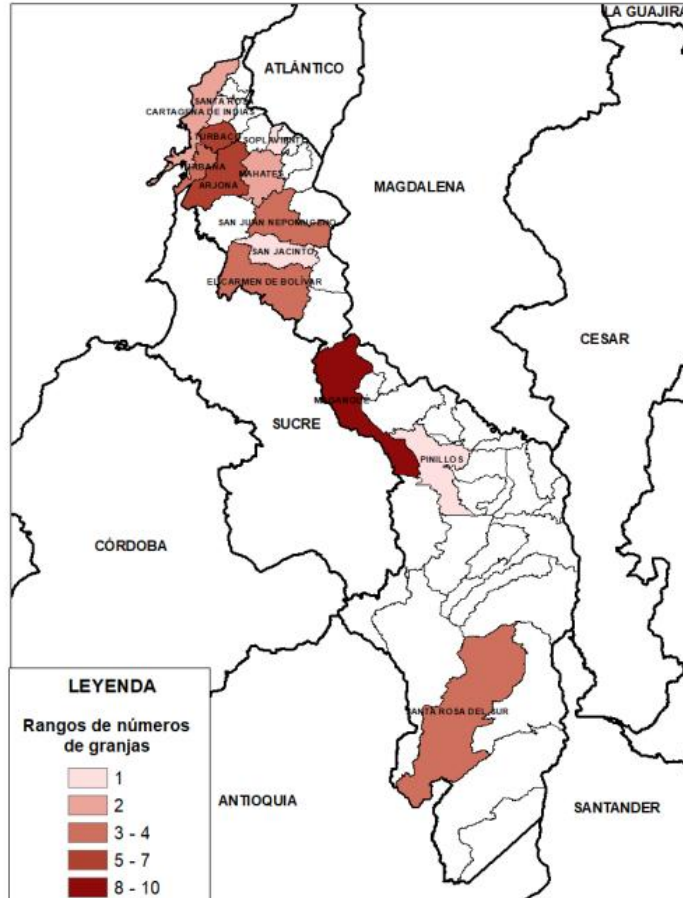 LA GUAJIRA
ATLÁNTICO
SANTA ROSA
CARTAGENA DE INDIAS
TURBACO
SOPLAVIENTO
MAHATES
ARJONA
MAGDALENA
SAN JUAN NEPOMUCENO
SAN JACINTO
EL CARMEN DE BOLÍVAR
CESAR
MAGANGUÉ
SUCRE
PINILLOS
CÓRDOBA
LEYENDA
Rangos de números
de granjas
1
2
3 - 4
5 - 7
8 - 10
SANTA ROSA DEL SUR
ANTIOQUIA
SANTANDER